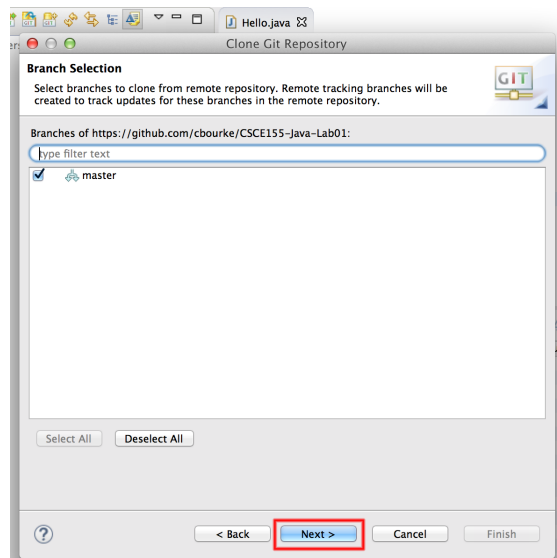 Hello.java
Clone Git Repository
Branch Selection
Select branches to clone from remote repository. Remote tracking branches will be
created to track updates for these branches in the remote repository.
GIT
Branches of https://github.com/cbourke/CSCE155-Java-Lab01:
type filter text
master
Select All Deselect All
? < Back Next > Cancel Finish